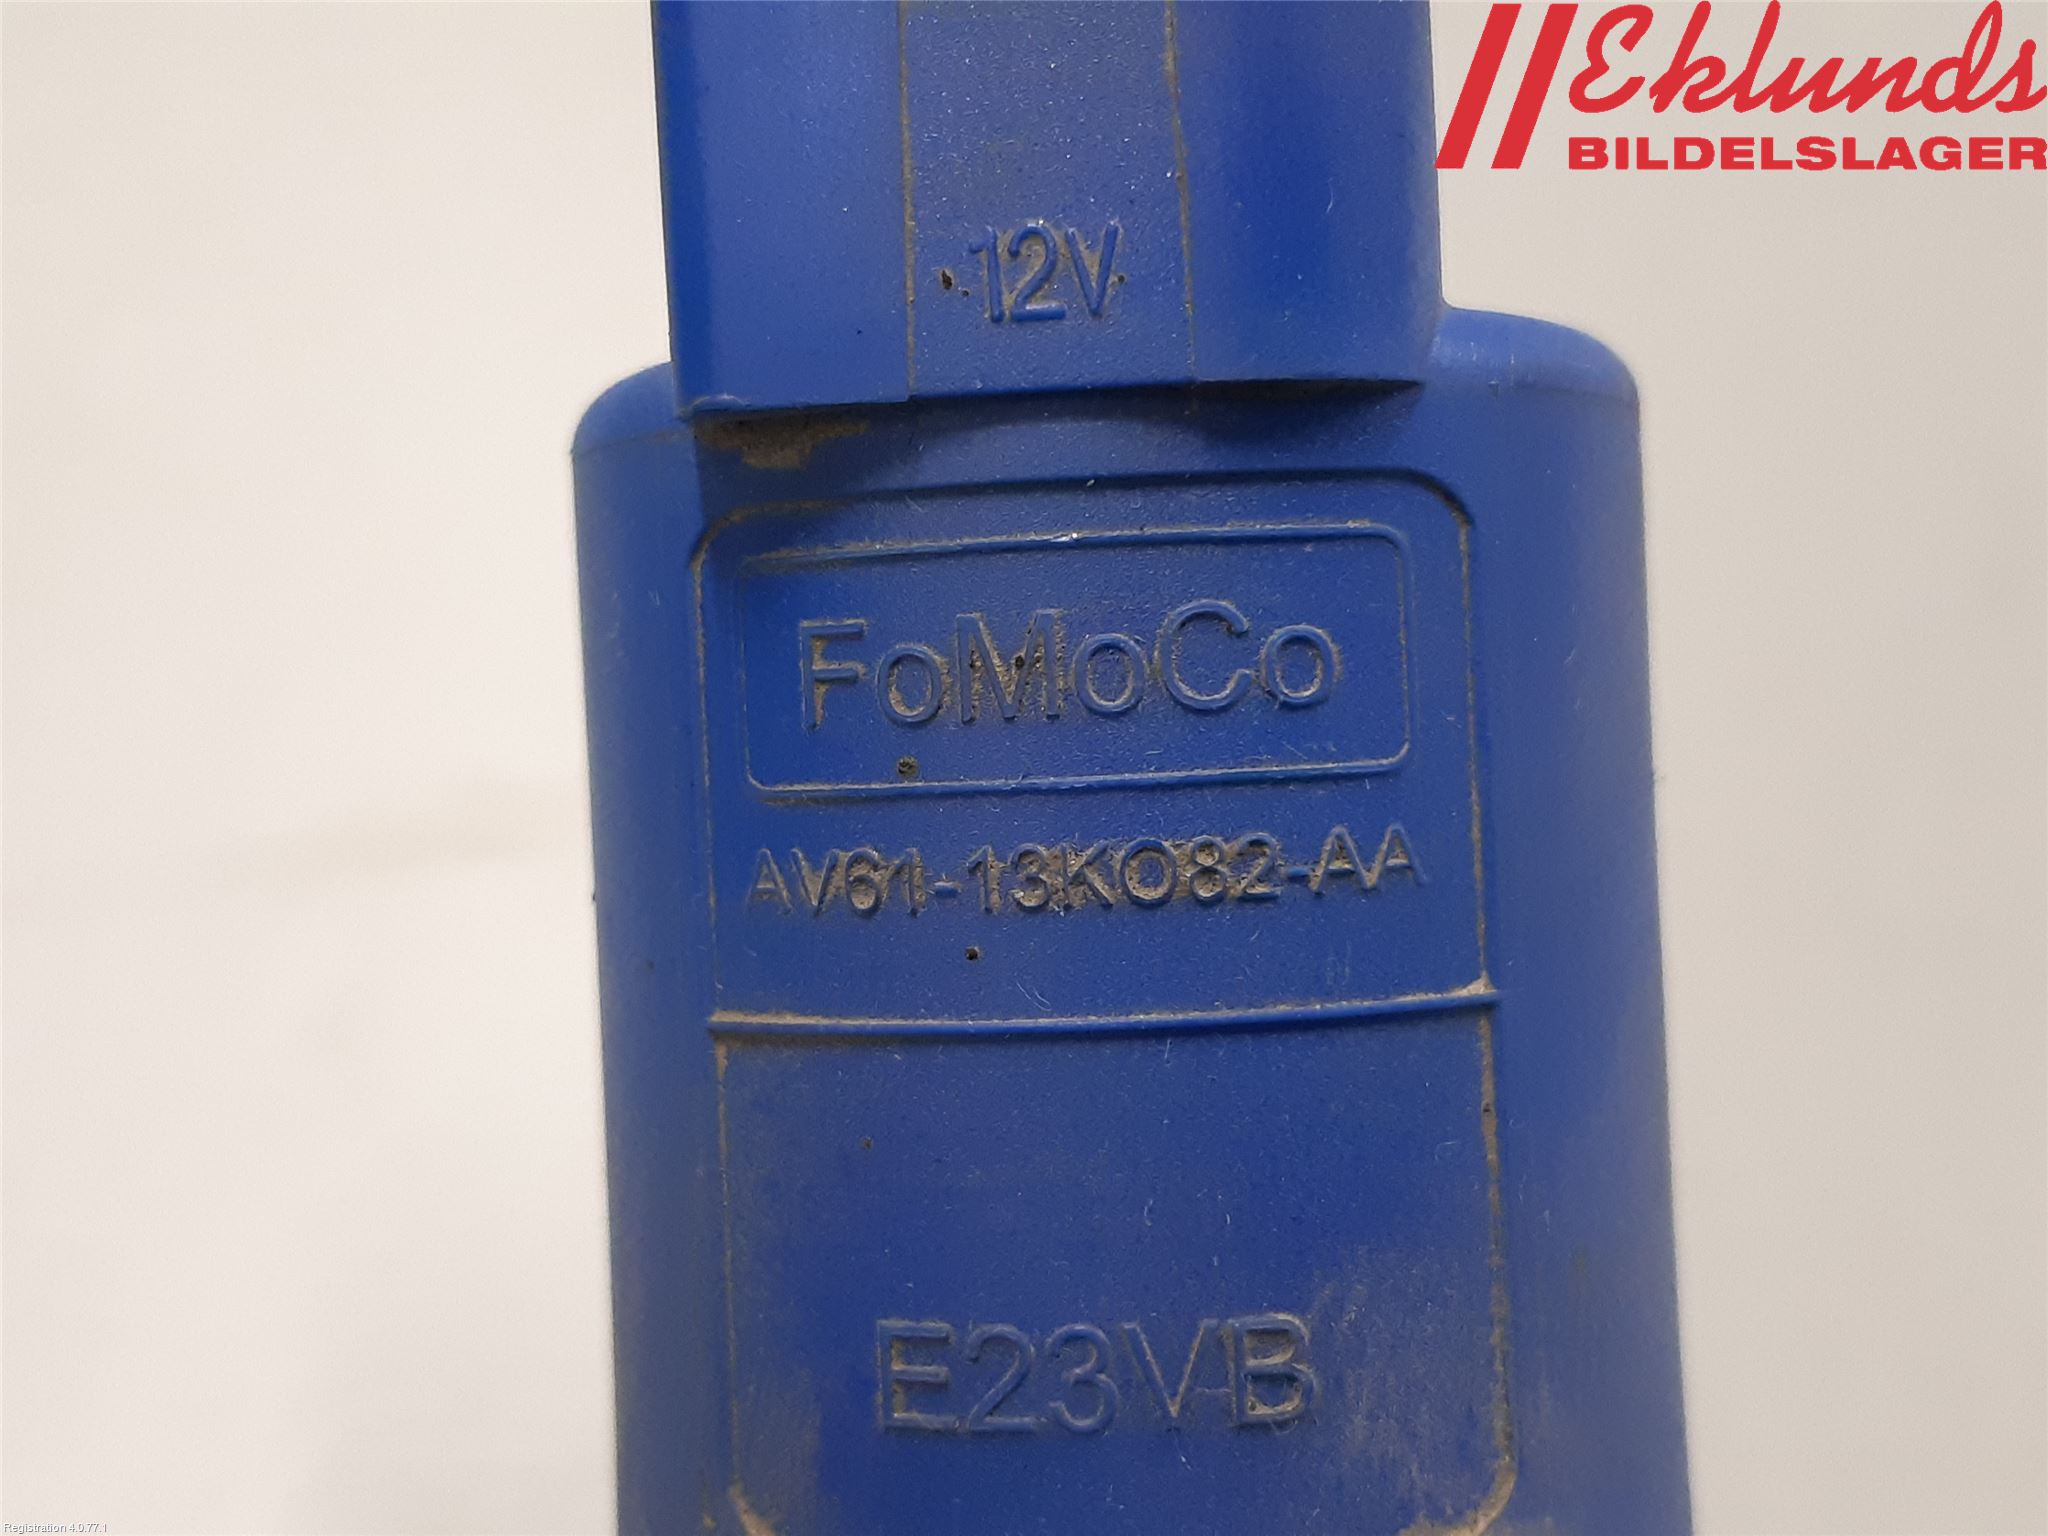 Eklunds
BILDELSLAGER
12V
FoMoCo
AV61-13K082-AA
E23VB
Registration 4.0.77.1